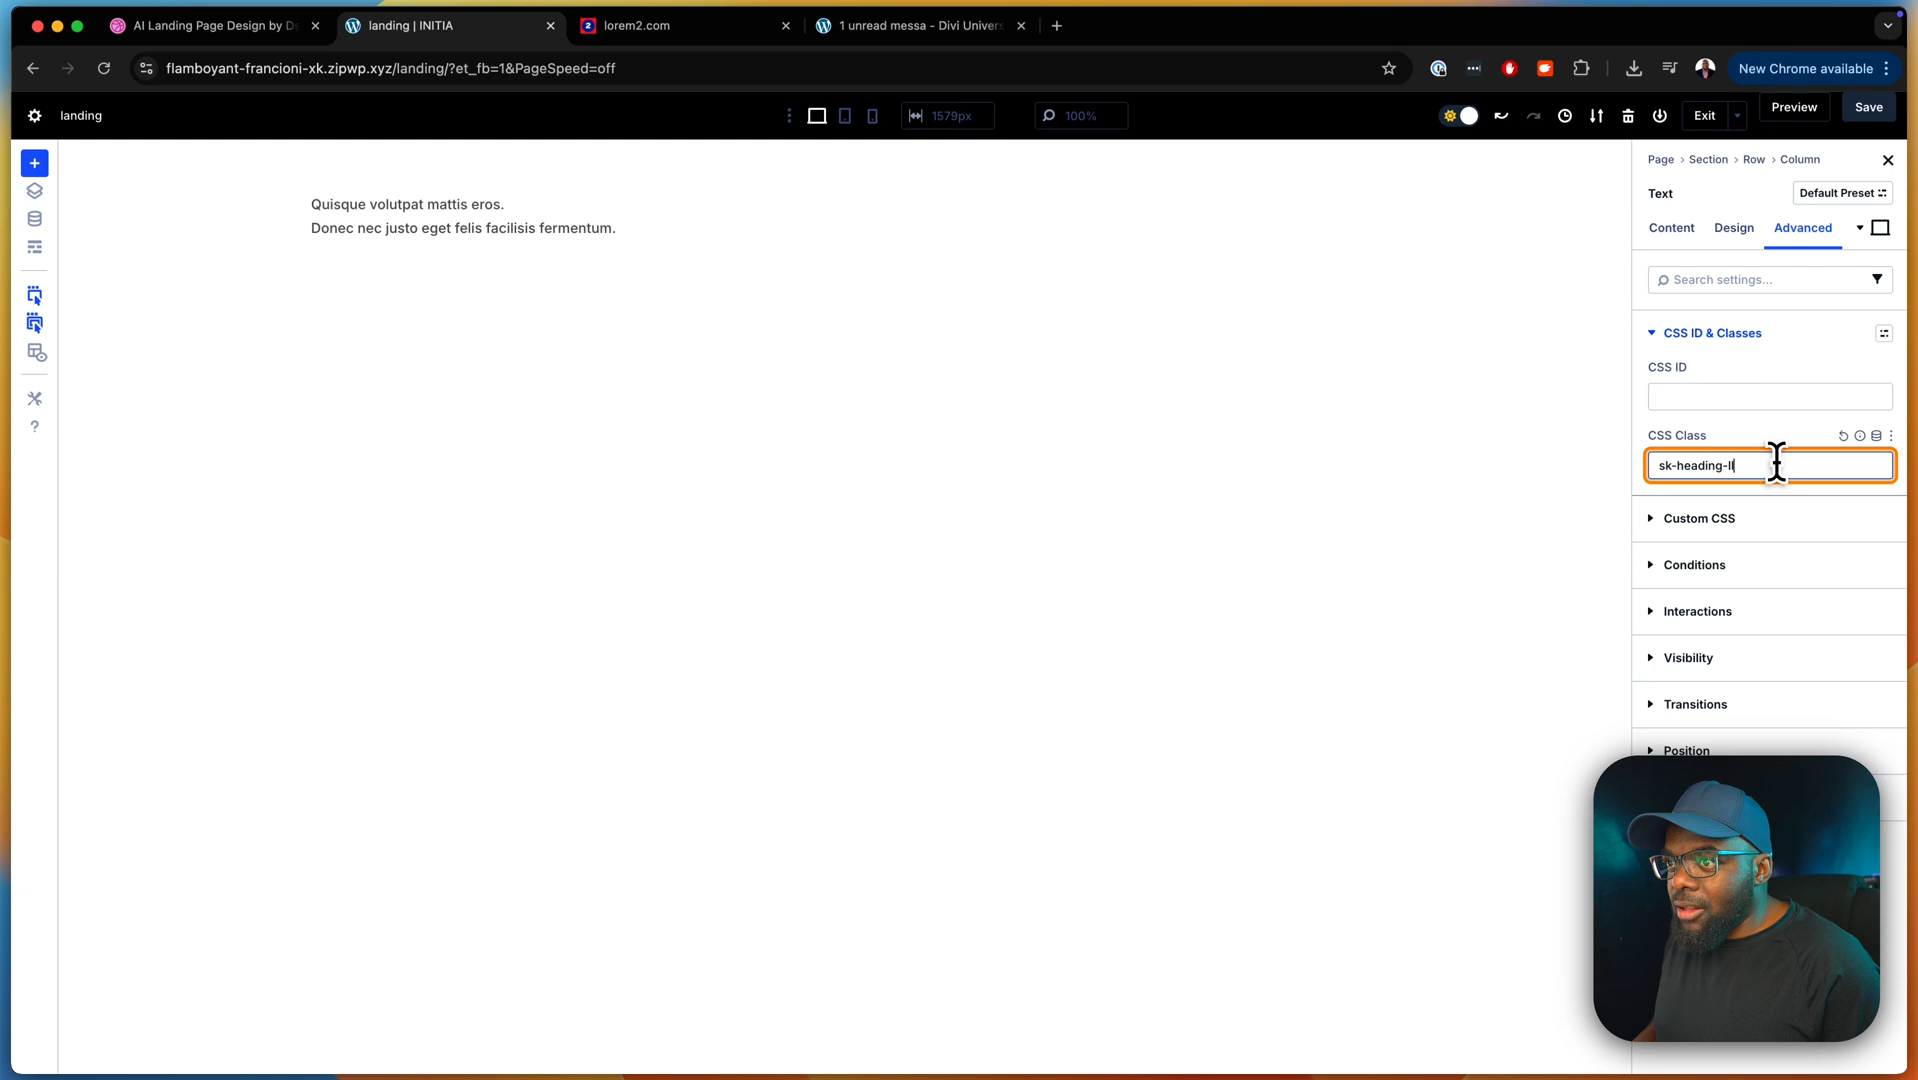 AI Landing Page Design by Ds
landing | INITIA
lorem2.com
1 unread messa - Divi Univers
flamboyant-francioni-xk.zipwp.xyz/landing/?et_fb=1&PageSpeed=off
New Chrome available
landing
1579px
100%
Exit
Preview
Save
Page > Section > Row > Column
Text
Default Preset
Content
Design
Advanced
Search settings...
CSS ID & Classes
CSS ID
CSS Class
Custom CSS
Conditions
Interactions
Visibility
Transitions
Position
Quisque volutpat mattis eros.
Donec nec justo eget felis facilisis fermentum.